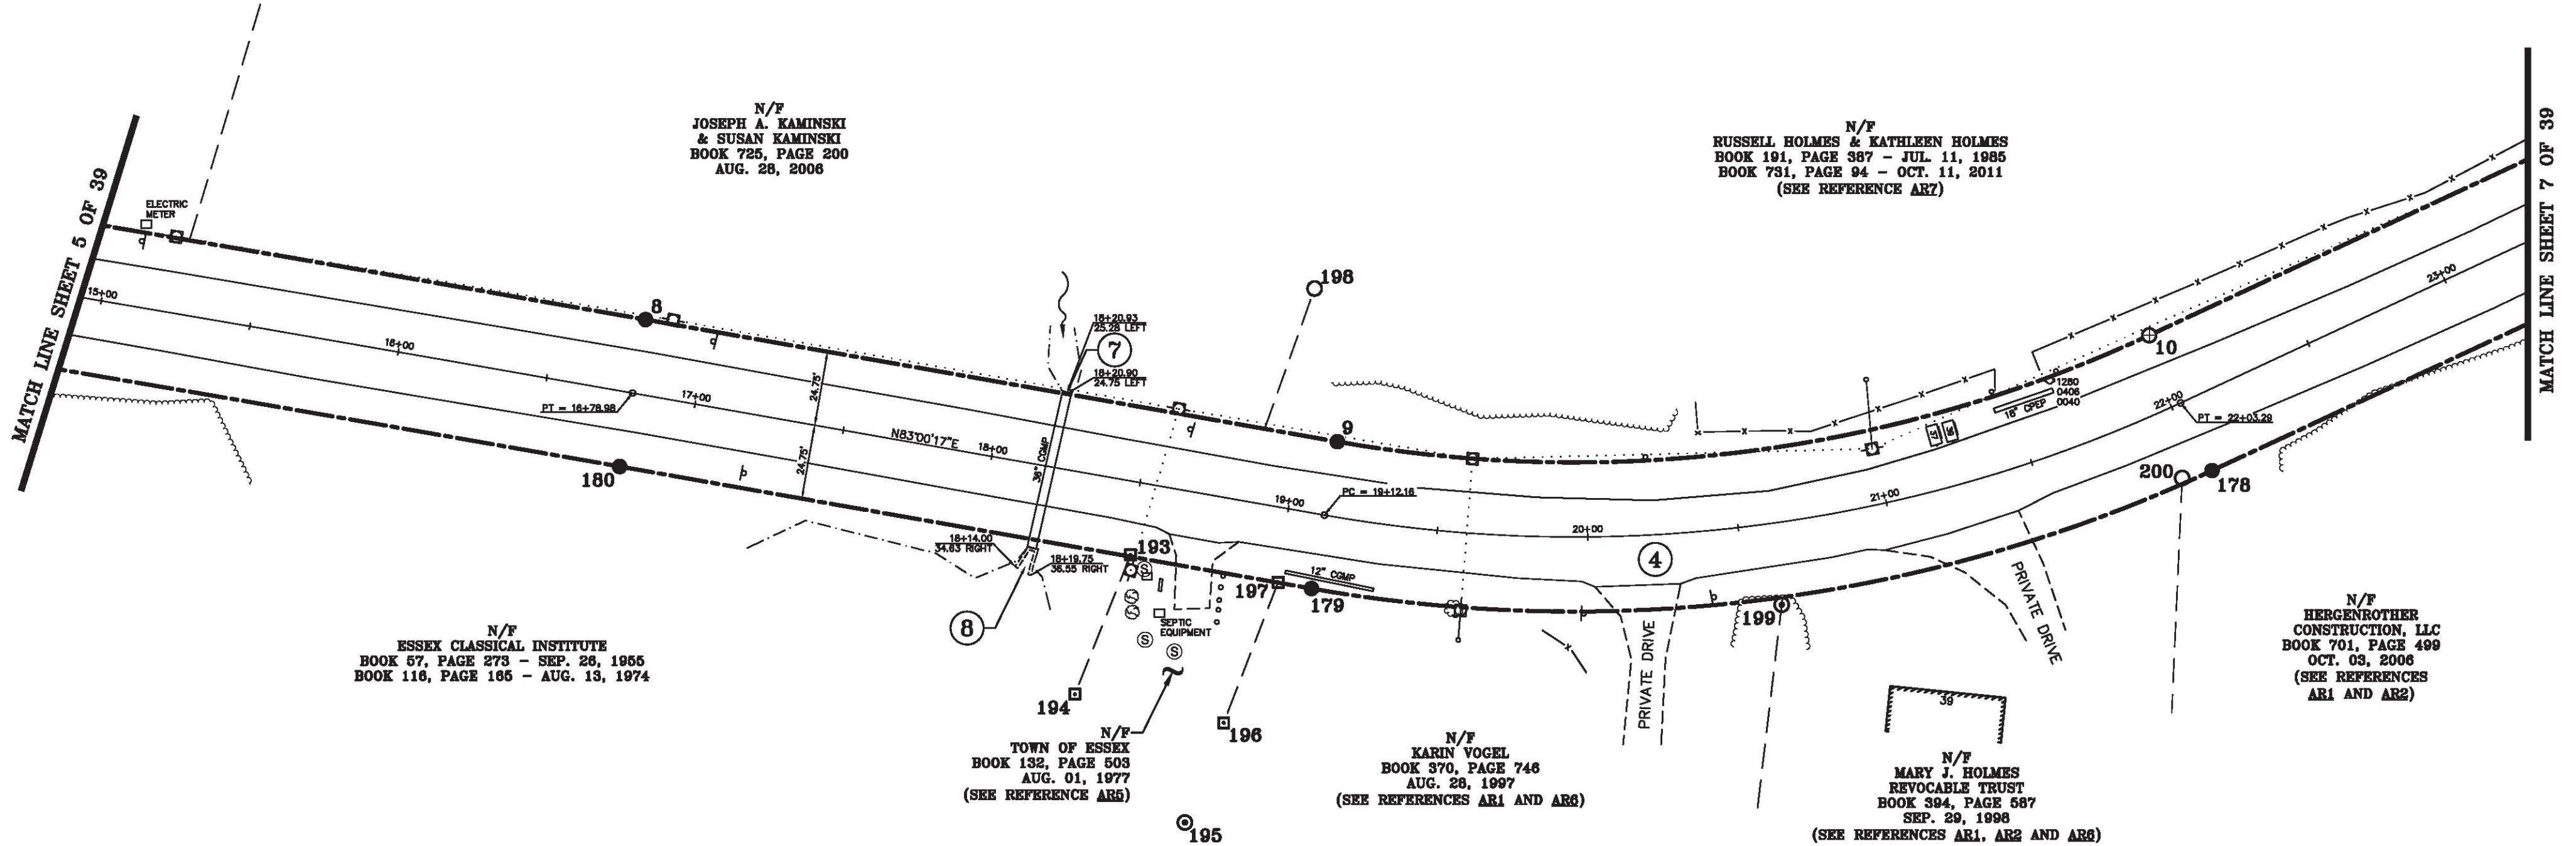 N/F
JOSEPH A. KAMINSKI
& SUSAN KAMINSKI
BOOK 725, PAGE 200
AUG. 28, 2006
N/F
RUSSELL HOLMES & KATHLEEN HOLMES
BOOK 191, PAGE 387 - JUL. 11, 1985
BOOK 731, PAGE 94 - OCT. 11, 2011
(SEE REFERENCE AR7)
MATCH LINE SHEET 5 OF 39
MATCH LINE SHEET 7 OF 39
ELECTRIC
METER
15+00
16+00
PT = 16+78.98
17+00
24.75'
24.75'
N83°00'17"E
18+00
36" CGMP
8
180
18+20.93
25.28 LEFT
7
18+20.90
24.75 LEFT
198
9
19+00
PC = 19+12.16
20+00
21+00
22+00
PT = 22+03.29
23+00
10
1280
0406
0040
18" CPEP
37
38
200
178
18+14.00
34.63 RIGHT
18+19.75
36.55 RIGHT
8
193
S
S
S
SEPTIC
EQUIPMENT
194
197
12" CGMP
179
4
199
PRIVATE DRIVE
PRIVATE DRIVE
39
196
195
N/F
ESSEX CLASSICAL INSTITUTE
BOOK 57, PAGE 273 - SEP. 26, 1955
BOOK 116, PAGE 165 - AUG. 13, 1974
N/F
TOWN OF ESSEX
BOOK 132, PAGE 503
AUG. 01, 1977
(SEE REFERENCE AR5)
N/F
KARIN VOGEL
BOOK 370, PAGE 746
AUG. 28, 1997
(SEE REFERENCES AR1 AND AR6)
N/F
MARY J. HOLMES
REVOCABLE TRUST
BOOK 394, PAGE 587
SEP. 29, 1998
(SEE REFERENCES AR1, AR2 AND AR6)
N/F
HERGENROTHER
CONSTRUCTION, LLC
BOOK 701, PAGE 499
OCT. 03, 2006
(SEE REFERENCES
AR1 AND AR2)